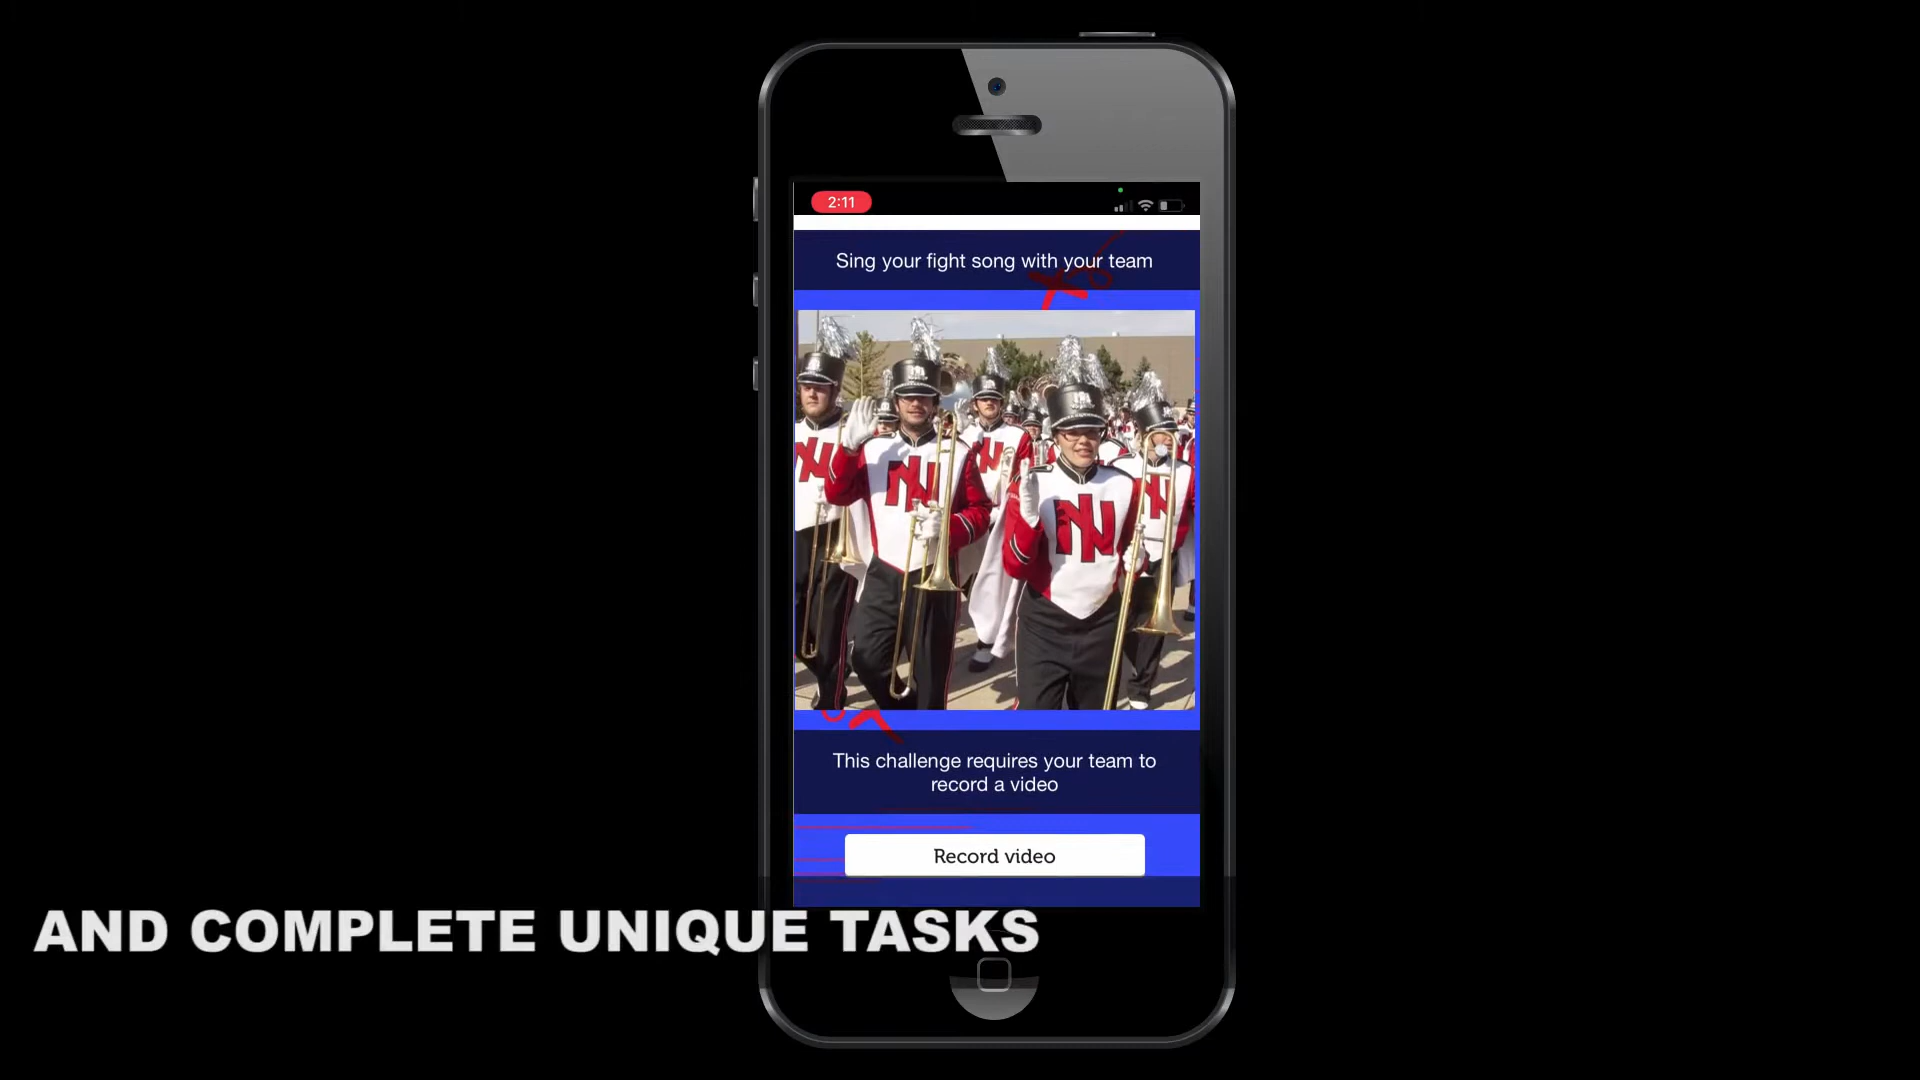 2:11
Sing your fight song with your team
This challenge requires your team to
record a video
Record video
AND COMPLETE UNIQUE TASKS